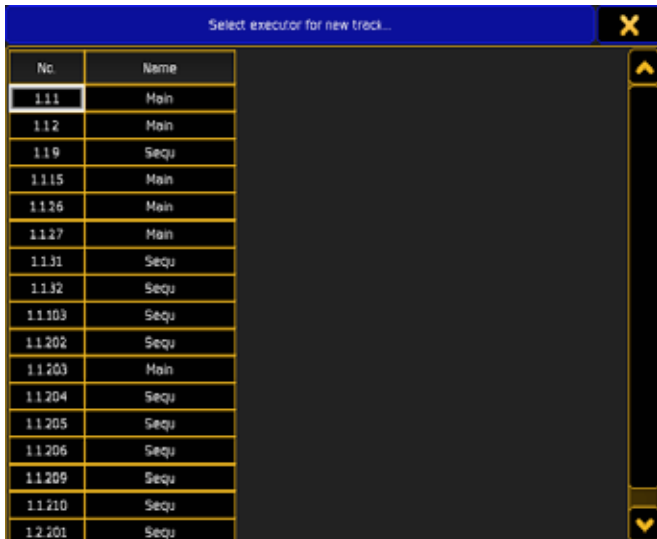 Select executor for new track...
No. Name
1.1.1 Main
1.1.2 Main
1.1.9 Sequ
1.1.15 Main
1.1.26 Main
1.1.27 Main
1.1.31 Sequ
1.1.32 Sequ
1.1.103 Sequ
1.1.202 Sequ
1.1.203 Main
1.1.204 Sequ
1.1.205 Sequ
1.1.206 Sequ
1.1.209 Sequ
1.1.210 Sequ
1.2.201 Sequ